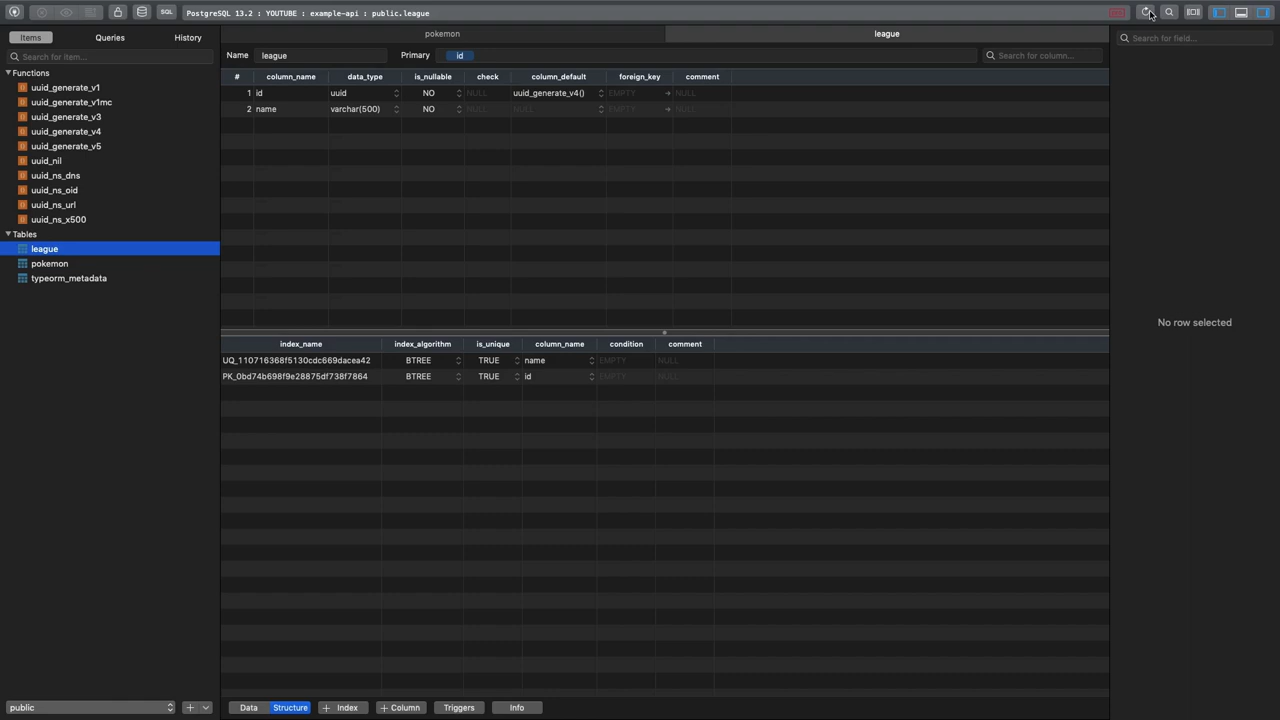 SQL PostgreSQL 13.2 : YOUTUBE : example-api : public.league
Items Queries History
Search for item...
Functions
uuid_generate_v1
uuid_generate_v1mc
uuid_generate_v3
uuid_generate_v4
uuid_generate_v5
uuid_nil
uuid_ns_dns
uuid_ns_oid
uuid_ns_url
uuid_ns_x500
Tables
league
pokemon
typeorm_metadata
public
pokemon league
Name league Primary id Search for column...
# column_name data_type is_nullable check column_default foreign_key comment
1 id uuid NO NULL uuid_generate_v4() EMPTY NULL
2 name varchar(500) NO NULL NULL EMPTY NULL
index_name index_algorithm is_unique column_name condition comment
UQ_110716368f5130cdc669dacea42 BTREE TRUE name EMPTY NULL
PK_0bd74b698f9e28875df738f7864 BTREE TRUE id EMPTY NULL
Data Structure + Index + Column Triggers Info
Search for field...
No row selected